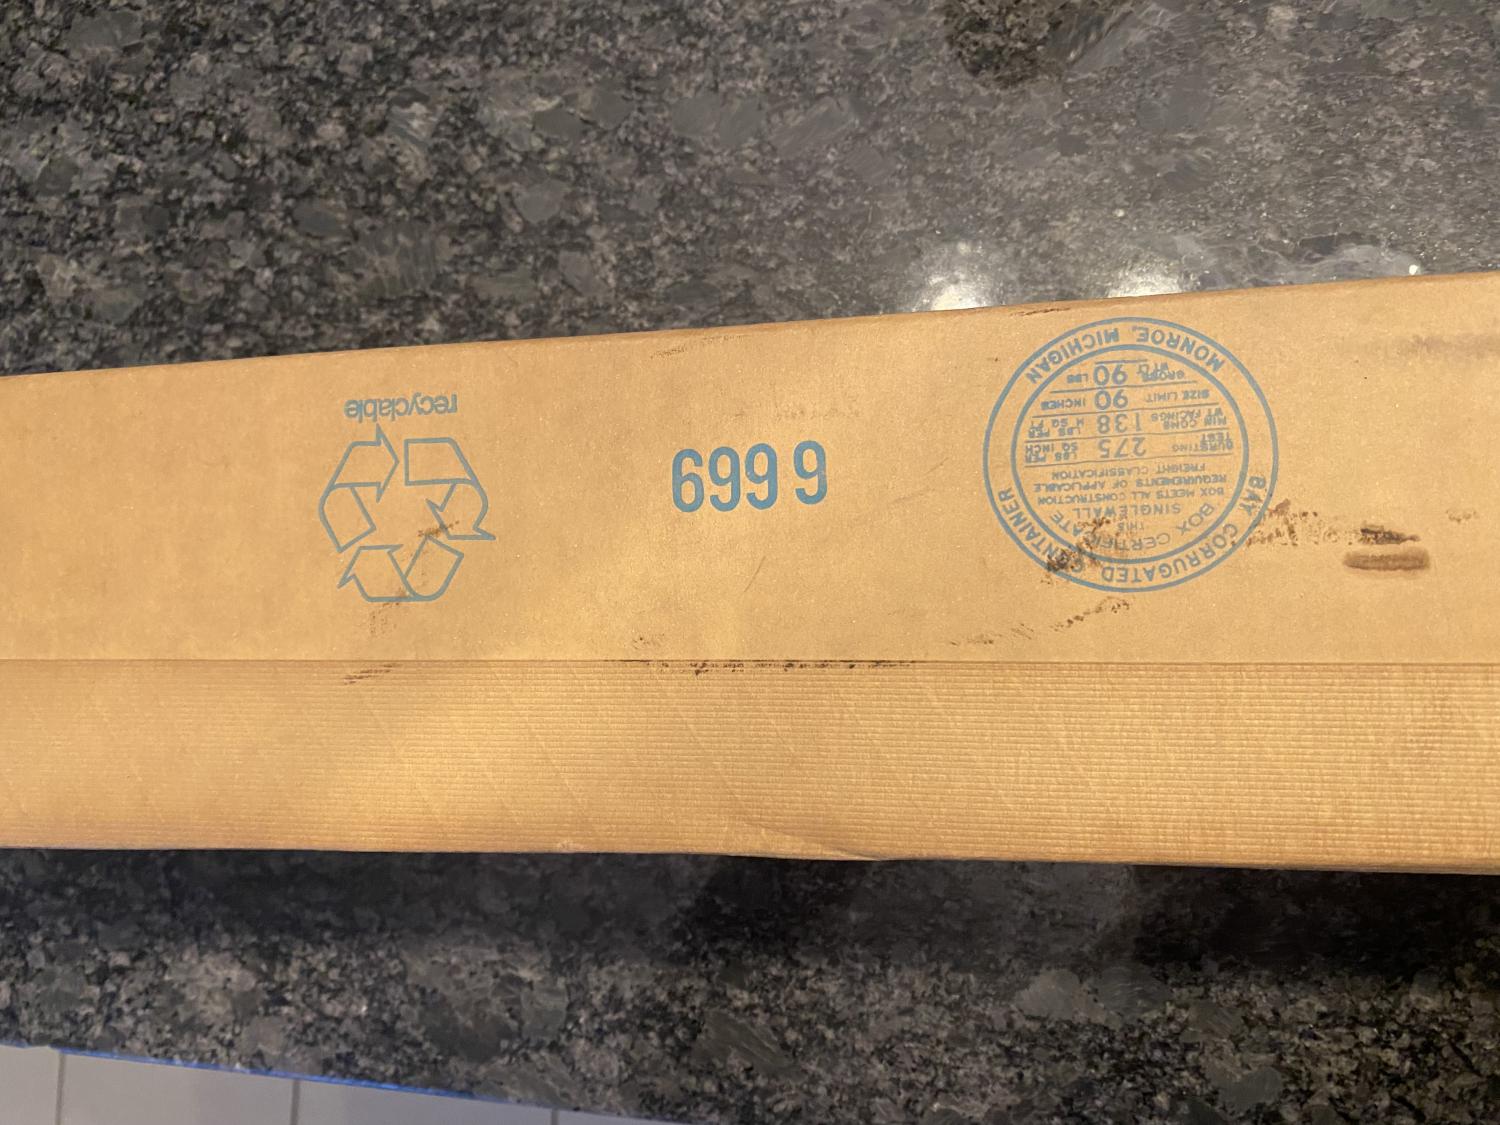 BAY CORRUGATED CONTAINER
BOX CERTIFICATE
THIS
SINGLEWALL
BOX MEETS ALL CONSTRUCTION
REQUIREMENTS OF APPLICABLE
FREIGHT CLASSIFICATION
BURSTING TEST 275 LBS PER SQ INCH
MIN COMB WT FACINGS 138 LBS PER M SQ FT
SIZE LIMIT 90 INCHES
GROSS WT LT 90 LBS
MONROE, MICHIGAN
6 669
recyclable